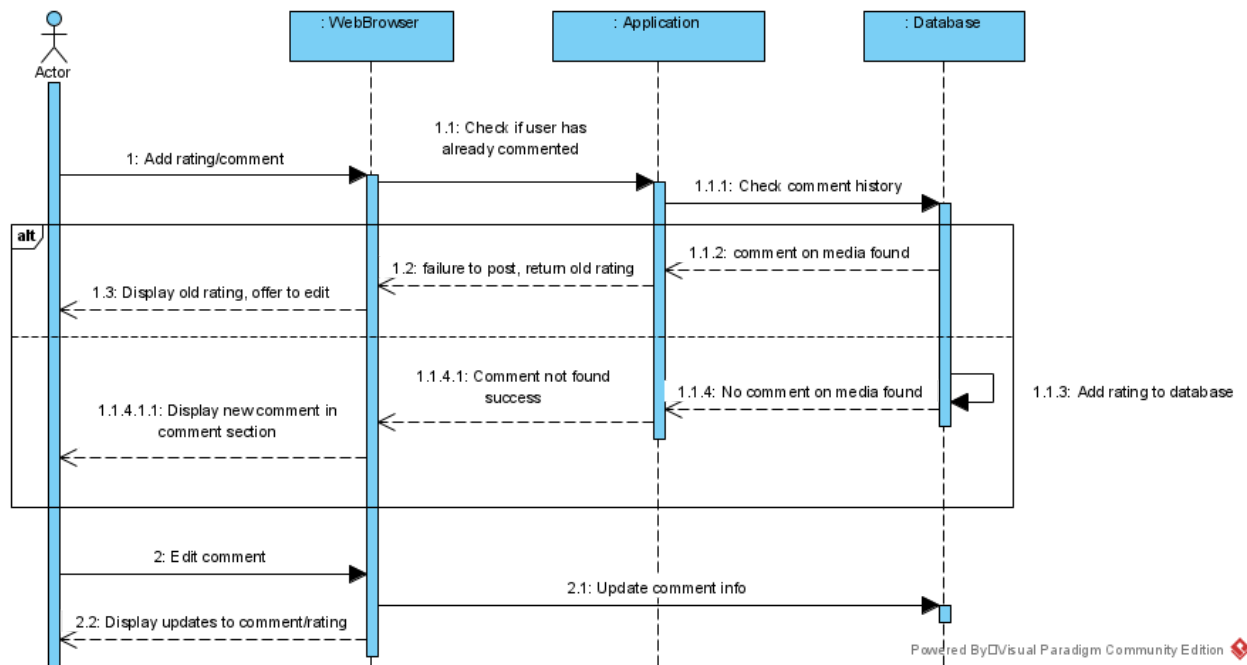 : WebBrowser
: Application
: Database
Actor
1.1: Check if user has
already commented
1: Add rating/comment
1.1.1: Check comment history
alt
1.1.2: comment on media found
1.2: failure to post, return old rating
1.3: Display old rating, offer to edit
1.1.4.1: Comment not found
success
1.1.4: No comment on media found
1.1.3: Add rating to database
1.1.4.1.1: Display new comment in
comment section
2: Edit comment
2.1: Update comment info
2.2: Display updates to comment/rating
Powered By□Visual Paradigm Community Edition